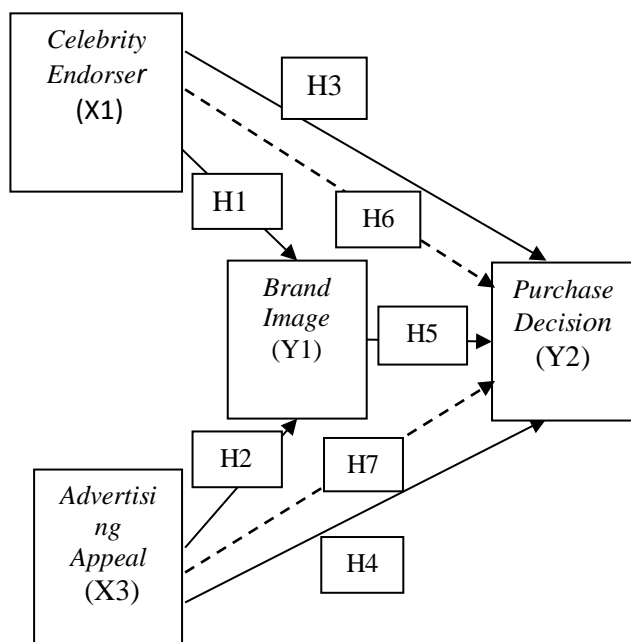 Celebrity
Endorser
(X1)
H3
H1
H6
Brand
Image
(Y1)
H5
Purchase
Decision
(Y2)
H2
H7
Advertisi
ng
Appeal
(X3)
H4